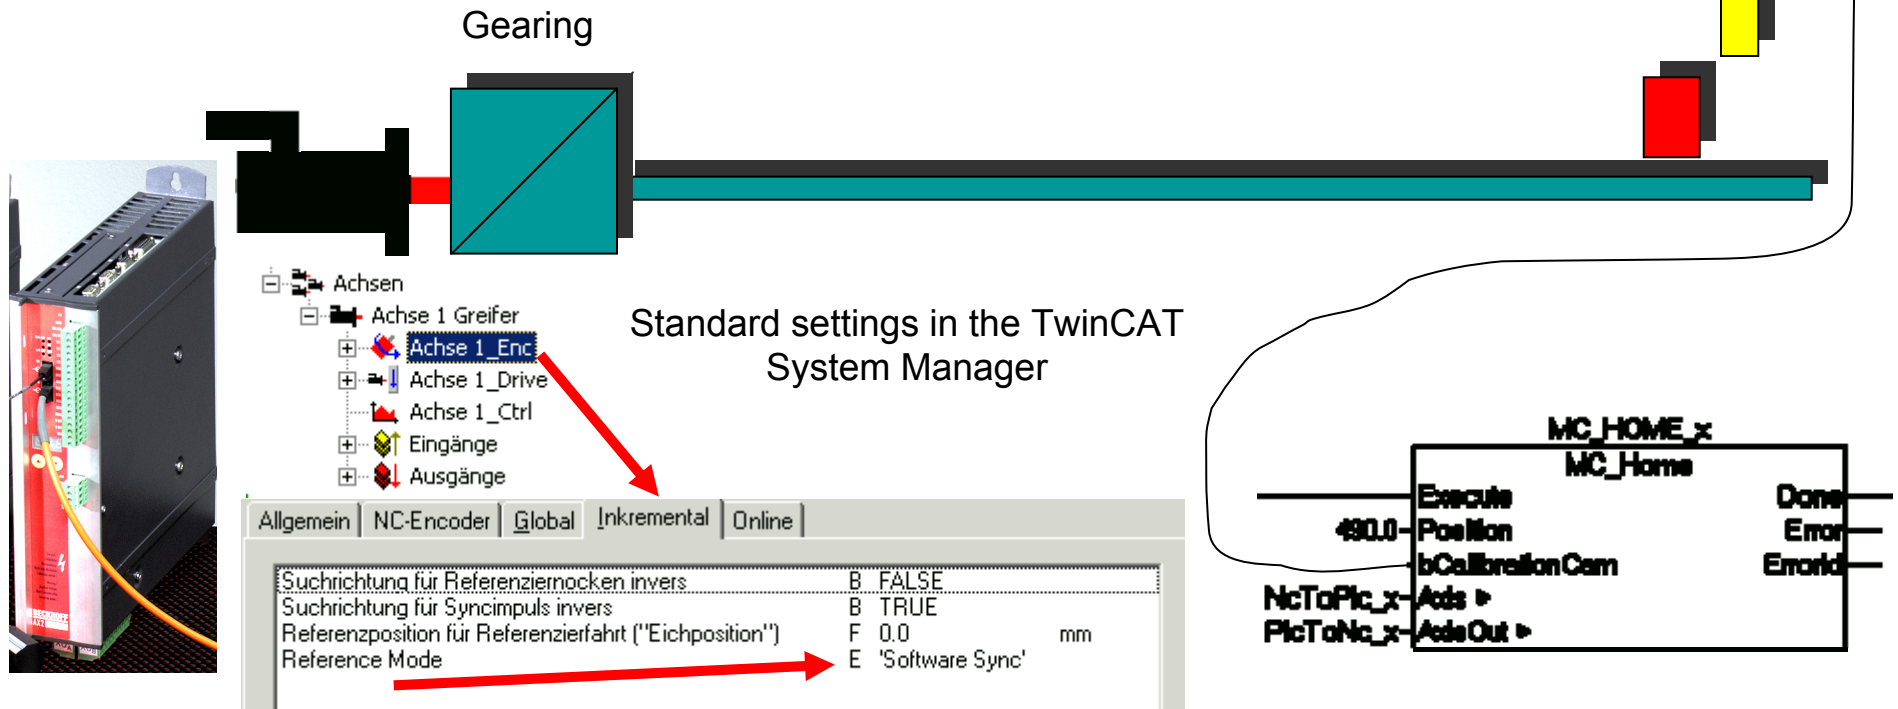 Gearing
Achsen
Achse 1 Greifer
Achse 1_Enc
Achse 1_Drive
Achse 1_Ctrl
Eingänge
Ausgänge
Standard settings in the TwinCAT
System Manager
Allgemein NC-Encoder Global Inkremental Online
Suchrichtung für Referenziernocken invers B FALSE
Suchrichtung für Syncimpuls invers B TRUE
Referenzposition für Referenzierfahrt ("Eichposition") F 0.0 mm
Reference Mode E 'Software Sync'
MC_HOME_x
MC_Home
Execute Done
490.0 Position Error
bCalibrationCam ErrorId
NcToPlc_x Axis
PlcToNc_x AxisOut
BECKHOFF